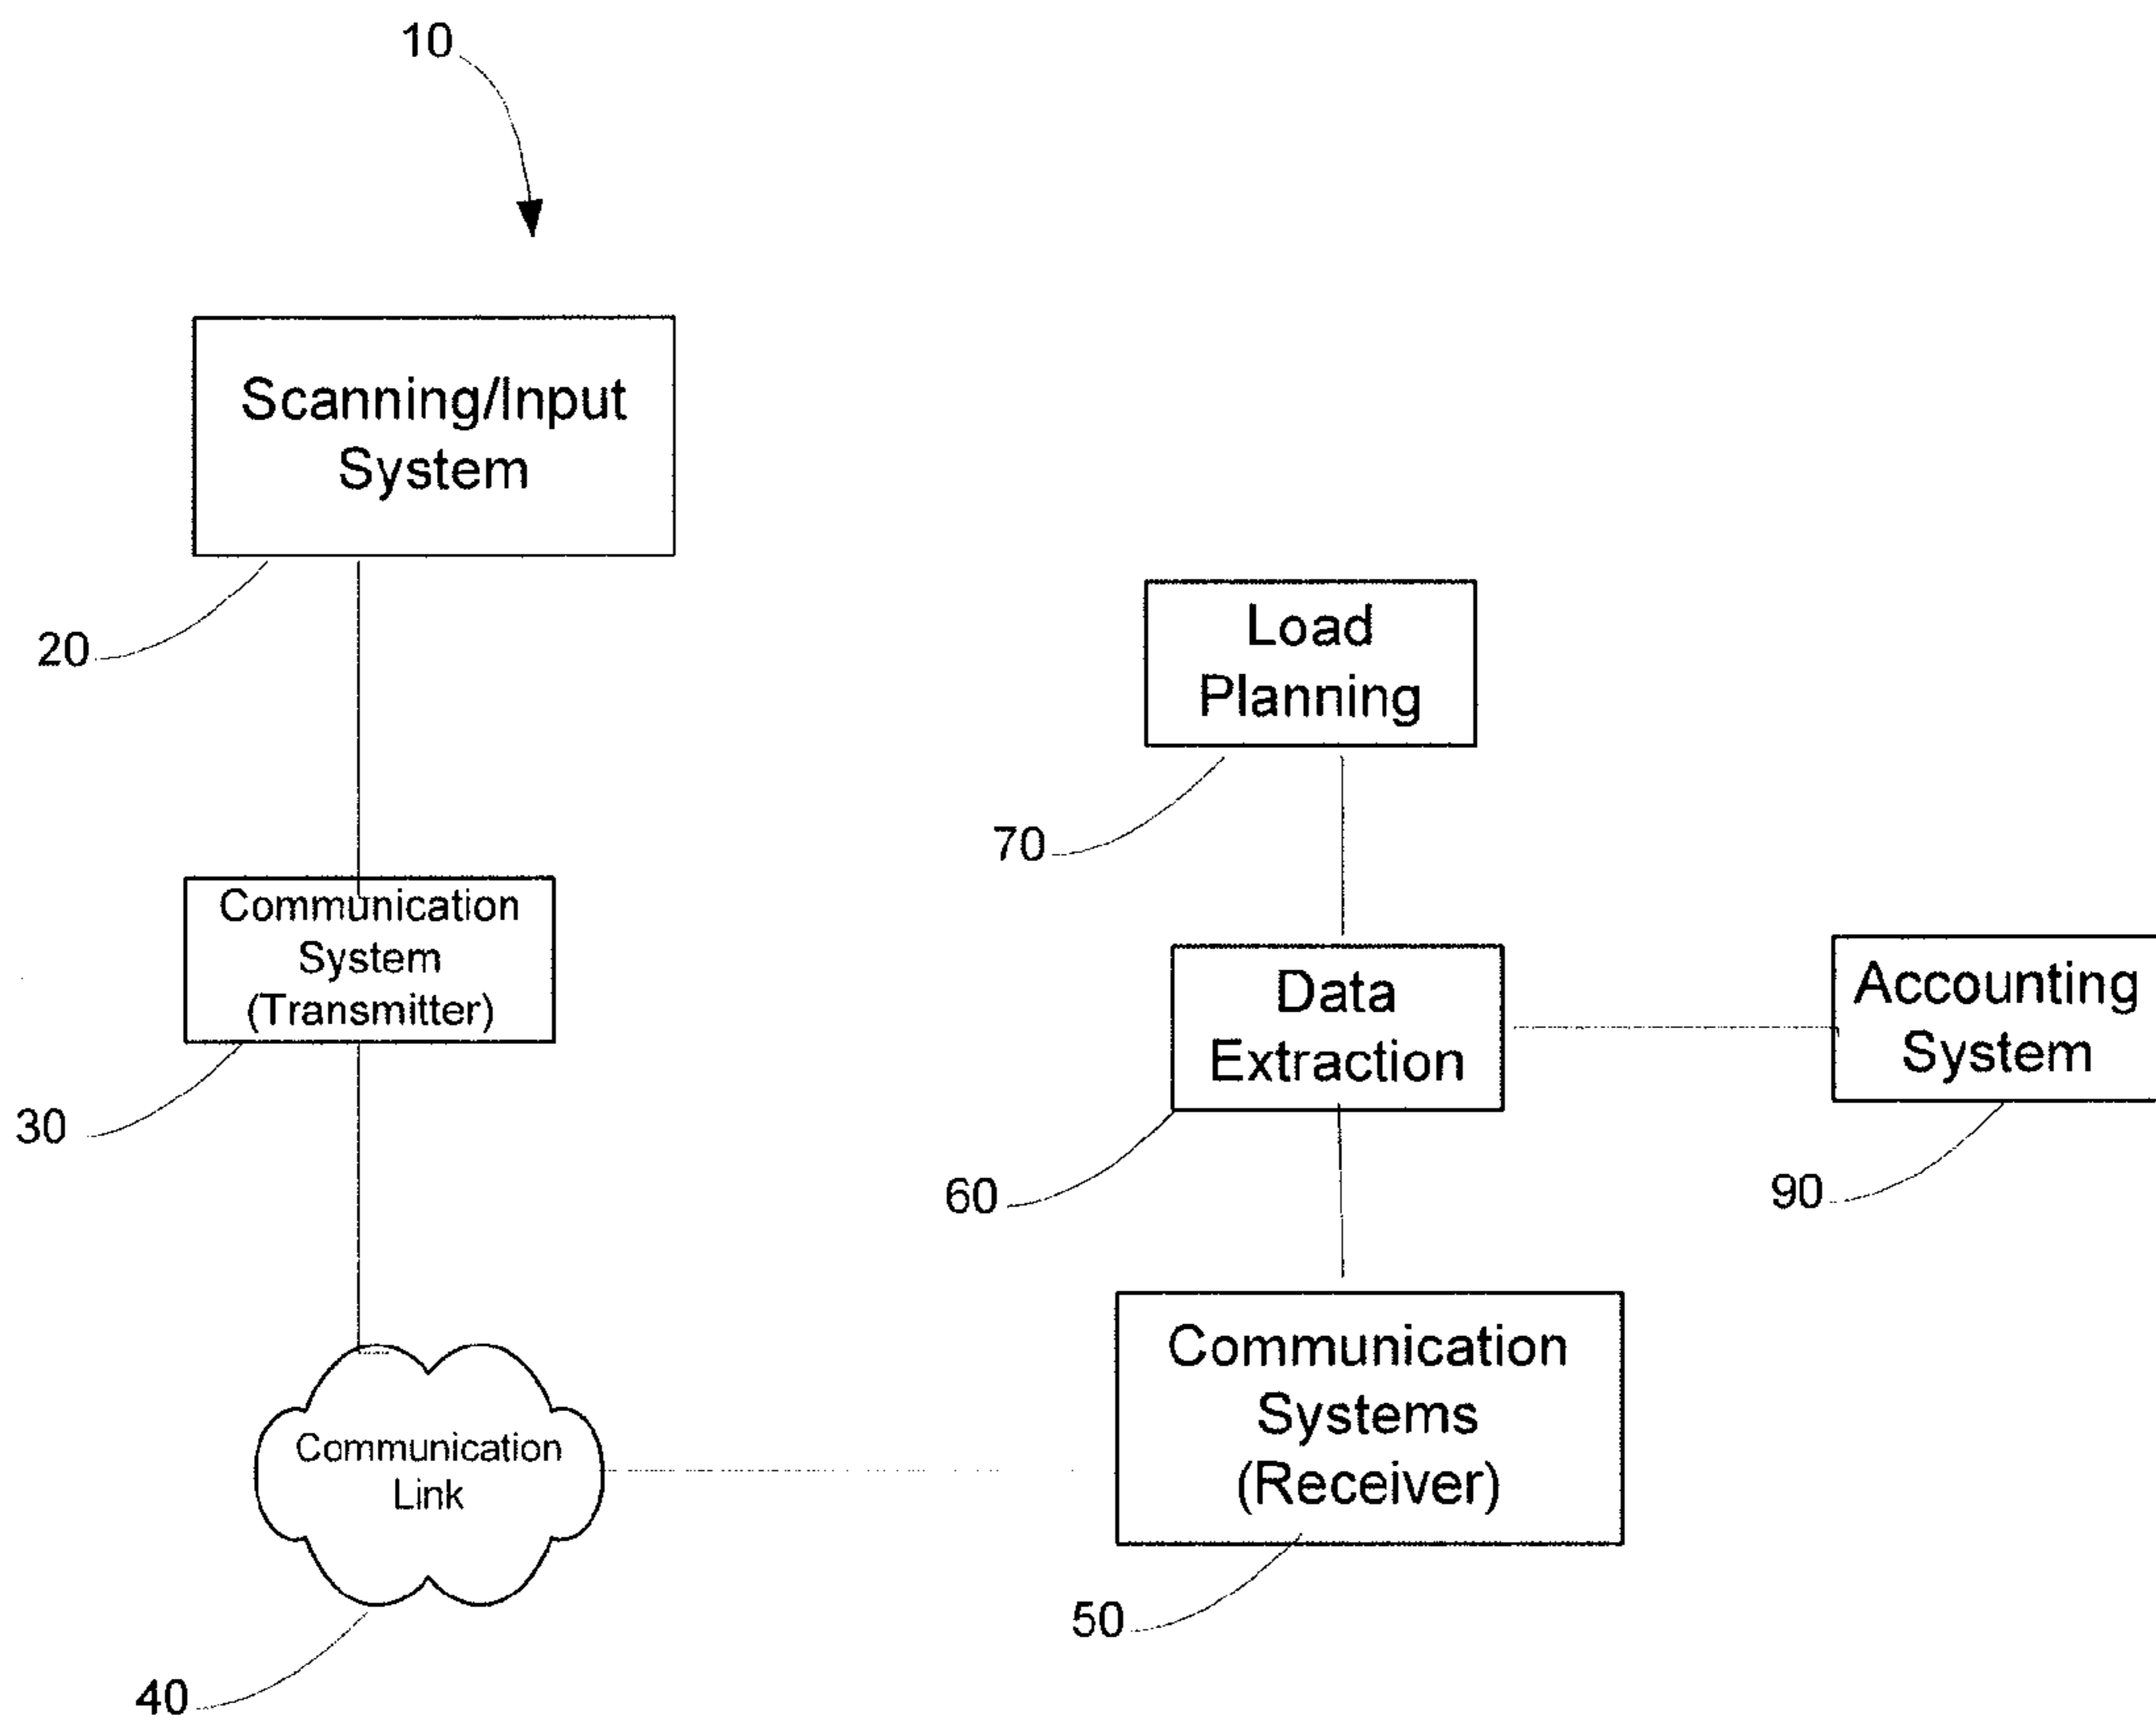 10
Scanning/Input
System
20
Communication
System
(Transmitter)
30
Communication
Link
40
Load
Planning
70
Data
Extraction
60
Accounting
System
90
Communication
Systems
(Receiver)
50